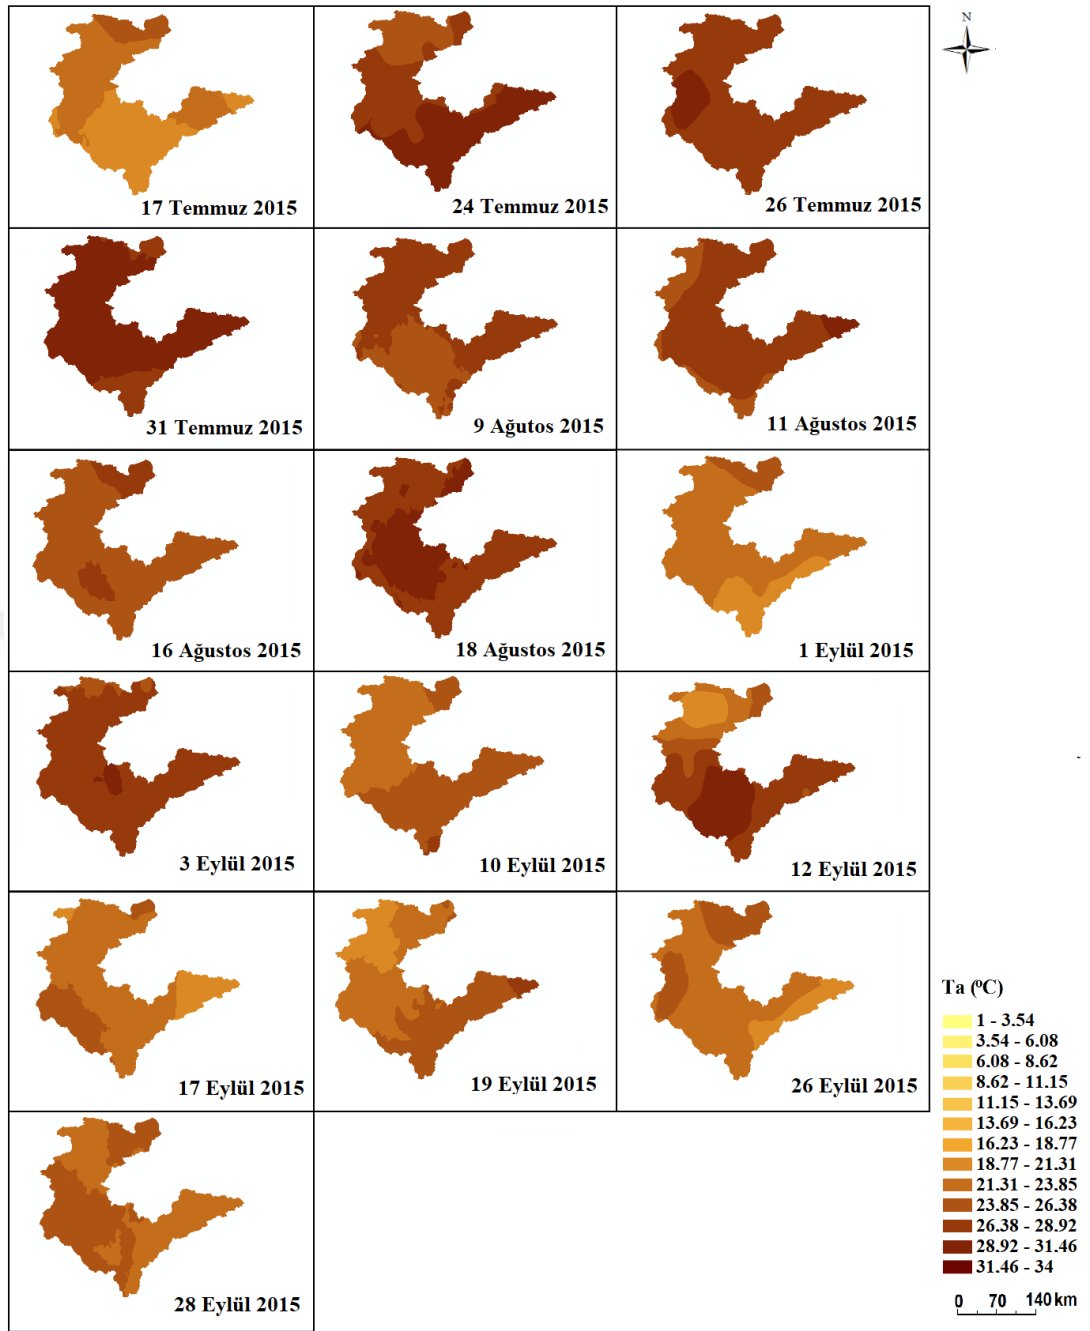 N
17 Temmuz 2015
24 Temmuz 2015
26 Temmuz 2015
31 Temmuz 2015
9 Ağutos 2015
11 Ağustos 2015
16 Ağustos 2015
18 Ağustos 2015
1 Eylül 2015
3 Eylül 2015
10 Eylül 2015
12 Eylül 2015
17 Eylül 2015
19 Eylül 2015
26 Eylül 2015
28 Eylül 2015
Ta (ºC)
1 - 3.54
3.54 - 6.08
6.08 - 8.62
8.62 - 11.15
11.15 - 13.69
13.69 - 16.23
16.23 - 18.77
18.77 - 21.31
21.31 - 23.85
23.85 - 26.38
26.38 - 28.92
28.92 - 31.46
31.46 - 34
0 70 140 km